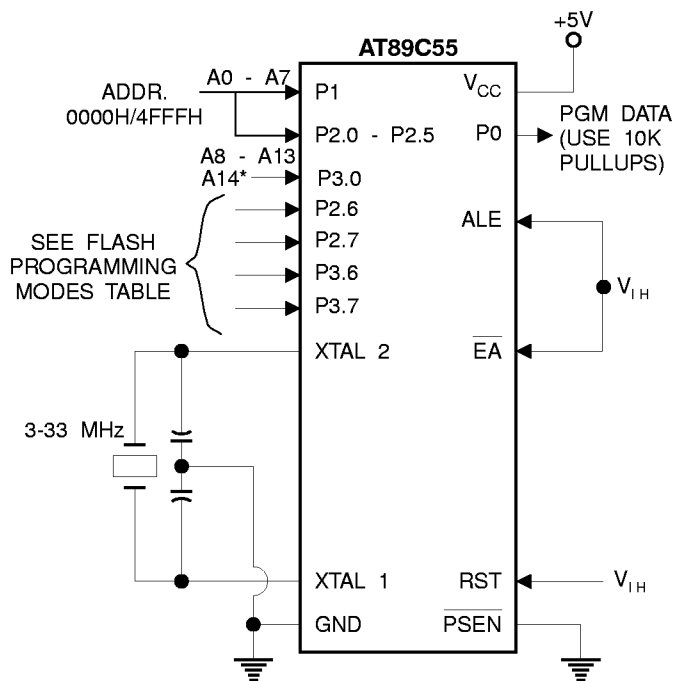 AT89C55
+5V
ADDR.
0000H/4FFFH
A0 - A7
P1
VCC
P2.0 - P2.5
P0
PGM DATA
(USE 10K
PULLUPS)
A8 - A13
A14*
P3.0
P2.6
ALE
SEE FLASH
PROGRAMMING
MODES TABLE
P2.7
P3.6
P3.7
VIH
XTAL 2
EA
3-33 MHz
XTAL 1
RST
VIH
GND
PSEN